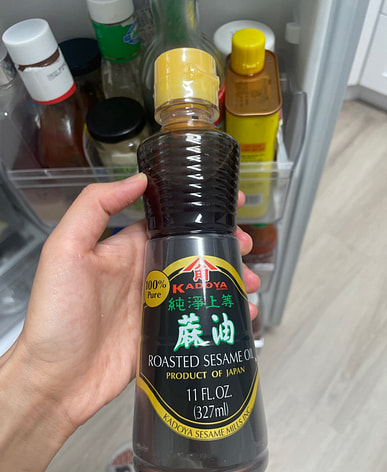 100%
Pure
KADOYA
純淨上等
麻油
ROASTED SESAME OIL
PRODUCT OF JAPAN
11 FL.OZ.
(327ml)
KADOYA SESAME MILLS INC.